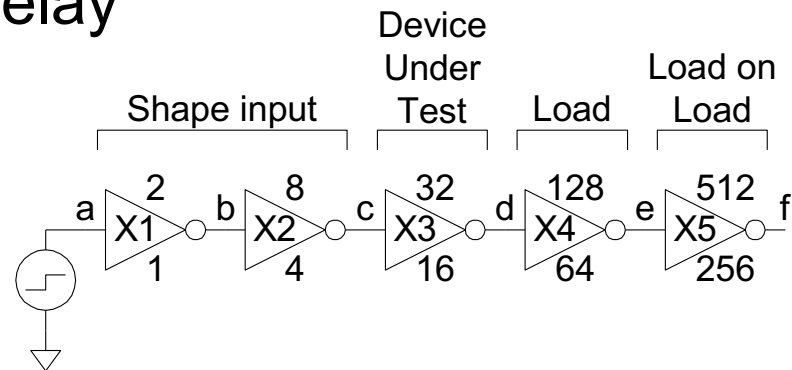 elay
Device
Under
Test
Load on
Load
Shape input
Load
2 8 32 128 512
a X1 b X2 c X3 d X4 e X5 f
1 4 16 64 256